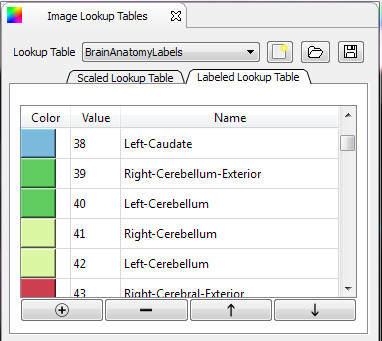 Image Lookup Tables
Lookup Table BrainAnatomyLabels
Scaled Lookup Table Labeled Lookup Table
Color Value Name
38 Left-Caudate
39 Right-Cerebellum-Exterior
40 Left-Cerebellum
41 Right-Cerebellum
42 Left-Cerebellum
43 Right-Cerebral-Exterior